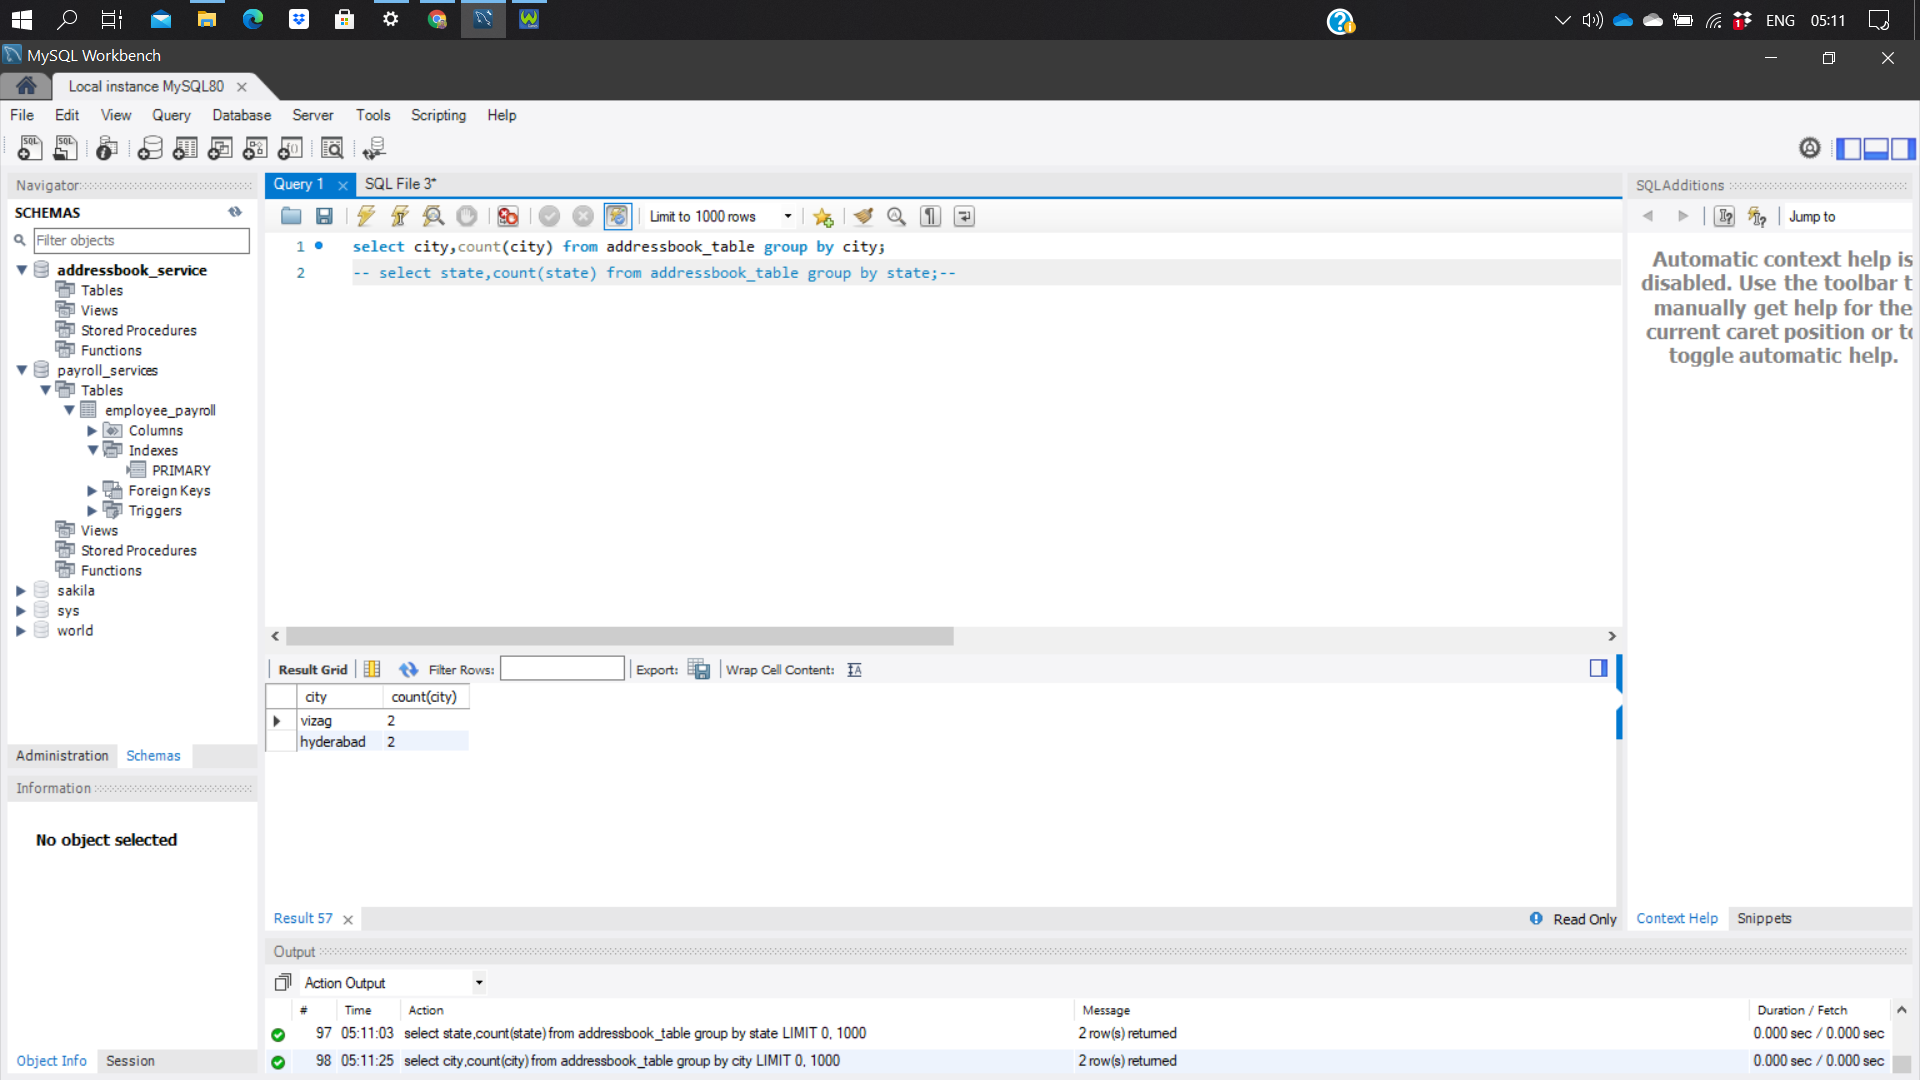 ENG 05:11
MySQL Workbench
Local instance MySQL80
File Edit View Query Database Server Tools Scripting Help
Navigator
SCHEMAS
Filter objects
addressbook_service
Tables
Views
Stored Procedures
Functions
payroll_services
Tables
employee_payroll
Columns
Indexes
PRIMARY
Foreign Keys
Triggers
Views
Stored Procedures
Functions
sakila
sys
world
Administration Schemas
Information
No object selected
Object Info Session
Query 1 SQL File 3*
Limit to 1000 rows
1 select city,count(city) from addressbook_table group by city;
2 -- select state,count(state) from addressbook_table group by state;--
Result Grid Filter Rows: Export: Wrap Cell Content:
city count(city)
vizag 2
hyderabad 2
Result 57 Read Only
SQLAdditions
Jump to
Automatic context help is
disabled. Use the toolbar t
manually get help for the
current caret position or to
toggle automatic help.
Context Help Snippets
Output
Action Output
# Time Action Message Duration / Fetch
97 05:11:03 select state,count(state) from addressbook_table group by state LIMIT 0, 1000 2 row(s) returned 0.000 sec / 0.000 sec
98 05:11:25 select city,count(city) from addressbook_table group by city LIMIT 0, 1000 2 row(s) returned 0.000 sec / 0.000 sec